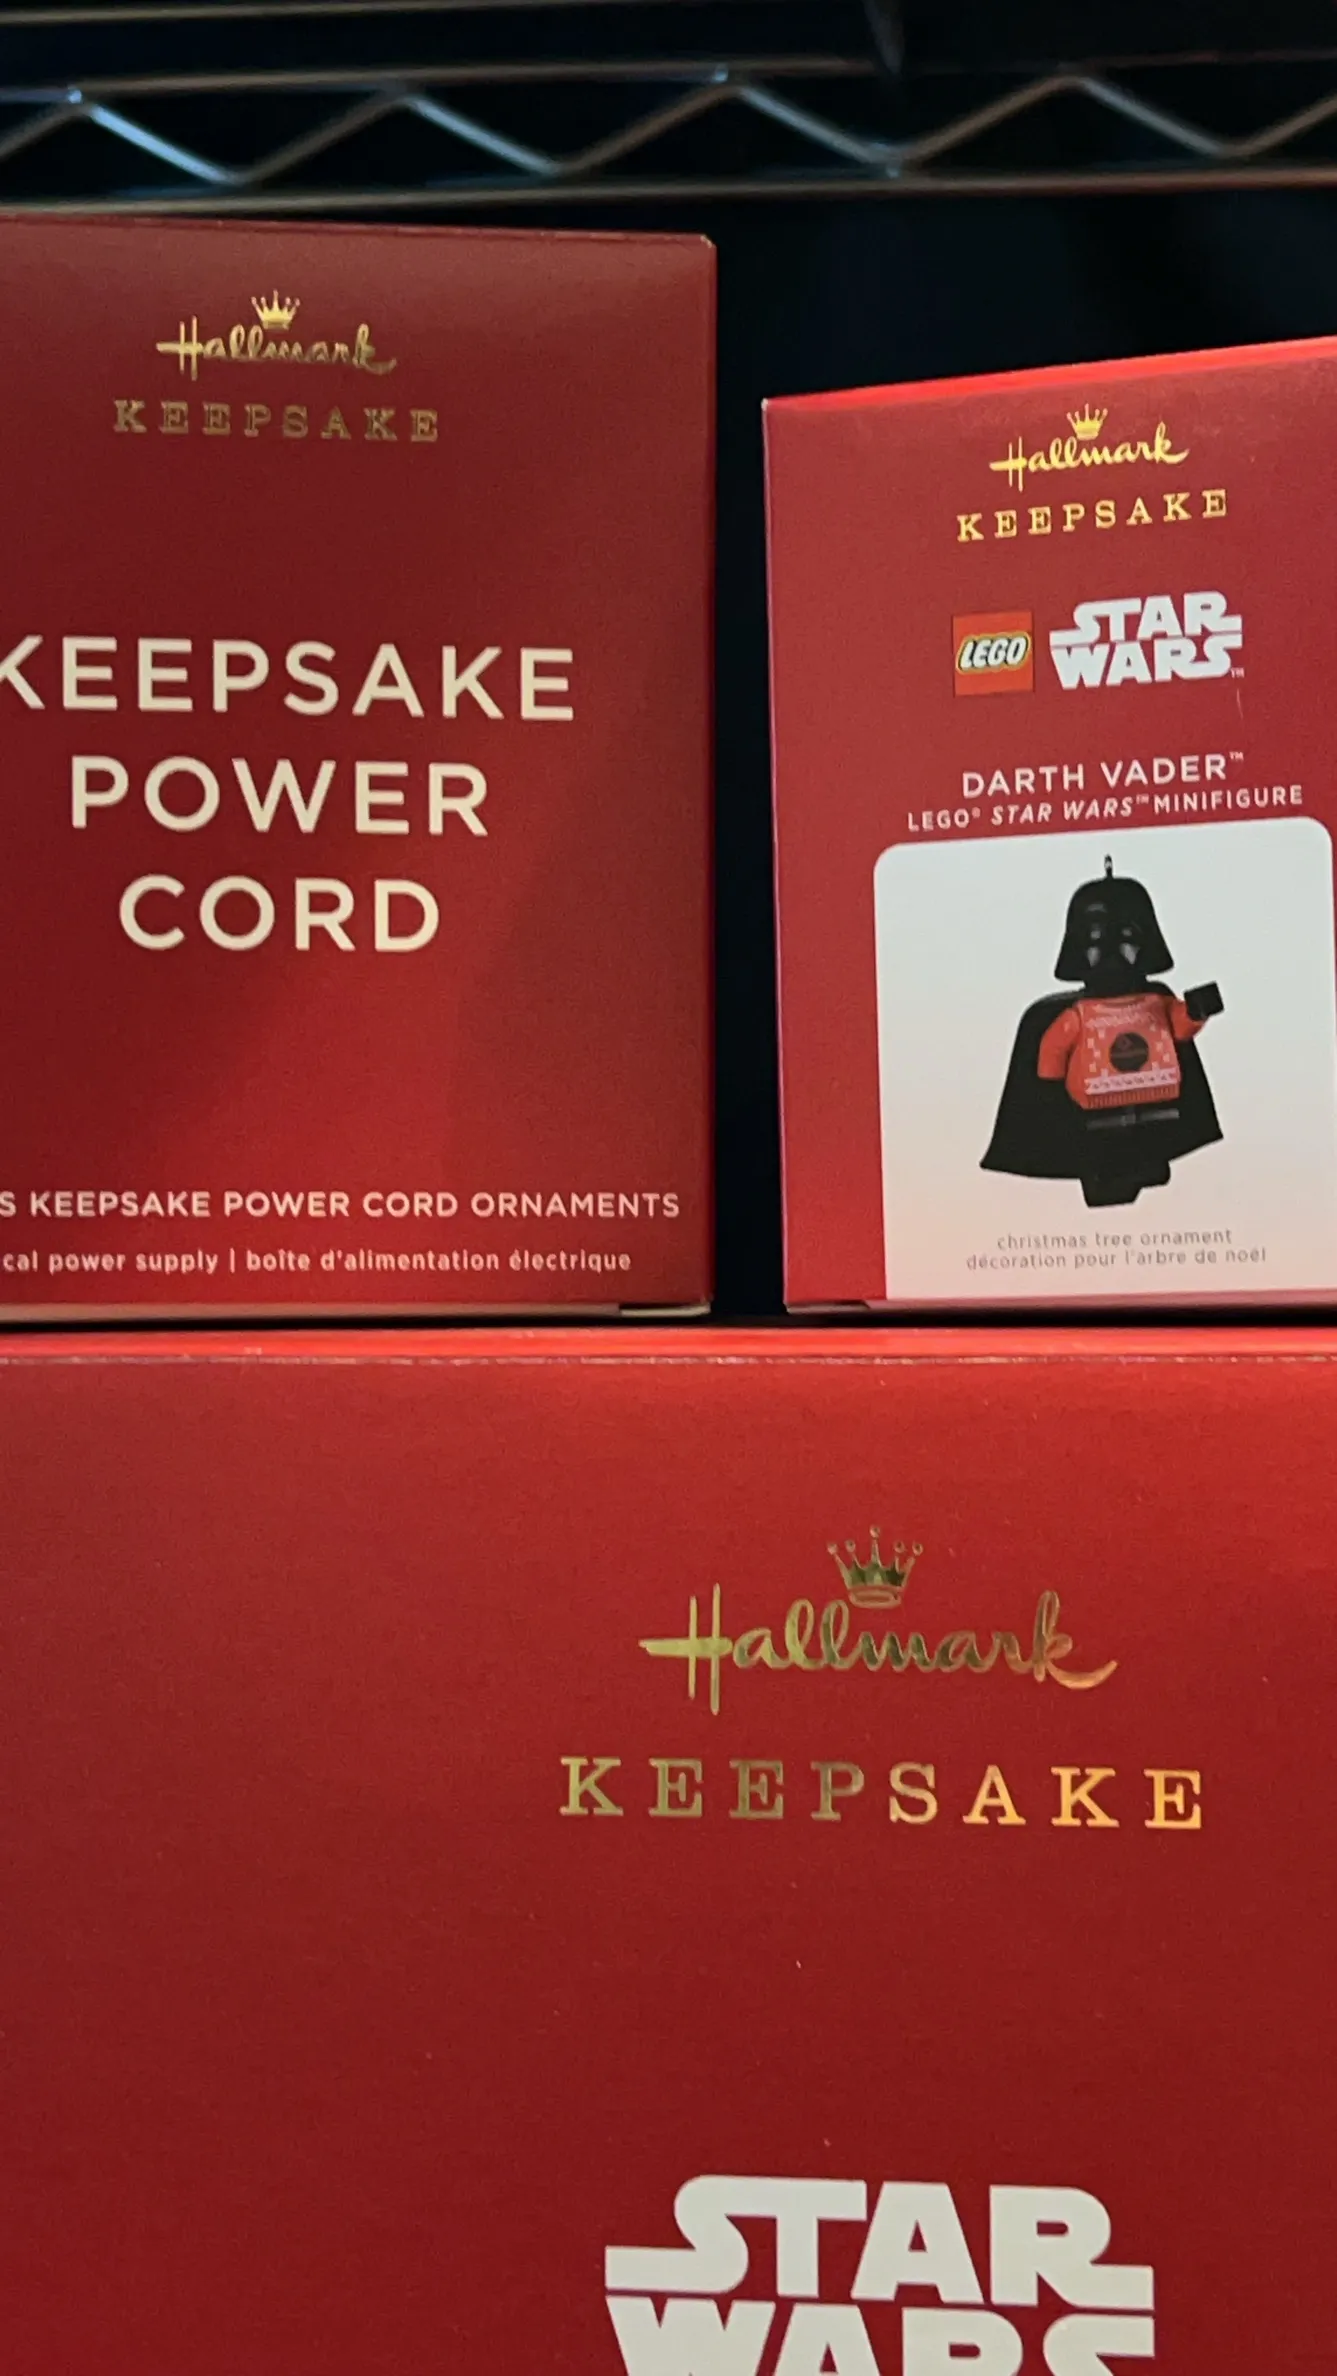 Hallmark
KEEPSAKE
KEEPSAKE
POWER
CORD
S KEEPSAKE POWER CORD ORNAMENTS
cal power supply | boîte d'alimentation électrique
Hallmark
KEEPSAKE
LEGO STAR WARS™
DARTH VADER™
LEGO® STAR WARS™ MINIFIGURE
christmas tree ornament
décoration pour l'arbre de noël
Hallmark
KEEPSAKE
STAR
WARS